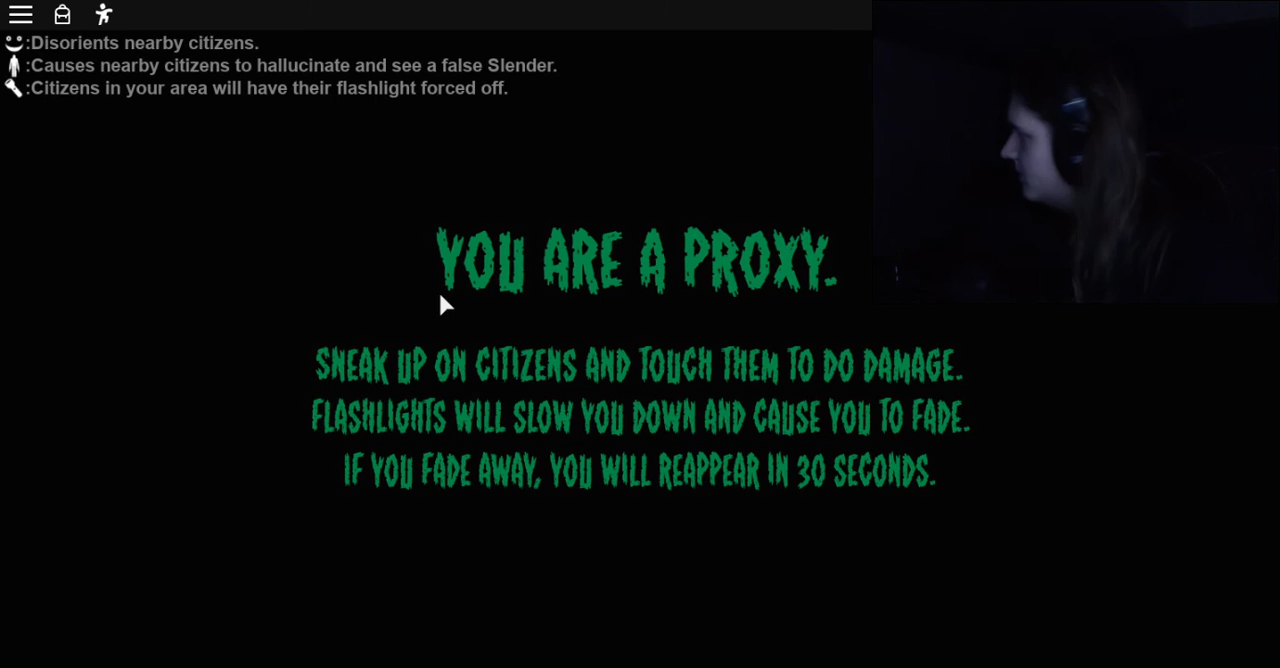 :Disorients nearby citizens.
:Causes nearby citizens to hallucinate and see a false Slender.
:Citizens in your area will have their flashlight forced off.
YOU ARE A PROXY.
SNEAK UP ON CITIZENS AND TOUCH THEM TO DO DAMAGE.
FLASHLIGHTS WILL SLOW YOU DOWN AND CAUSE YOU TO FADE.
IF YOU FADE AWAY, YOU WILL REAPPEAR IN 30 SECONDS.